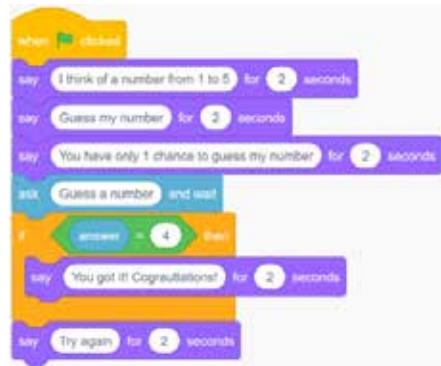 when clicked
say I think of a number from 1 to 5 for 2 seconds
say Guess my number for 2 seconds
say You have only 1 chance to guess my number for 2 seconds
ask Guess a number and wait
if answer = 4 then
say You got it! Cograultations! for 2 seconds
say Try again for 2 seconds